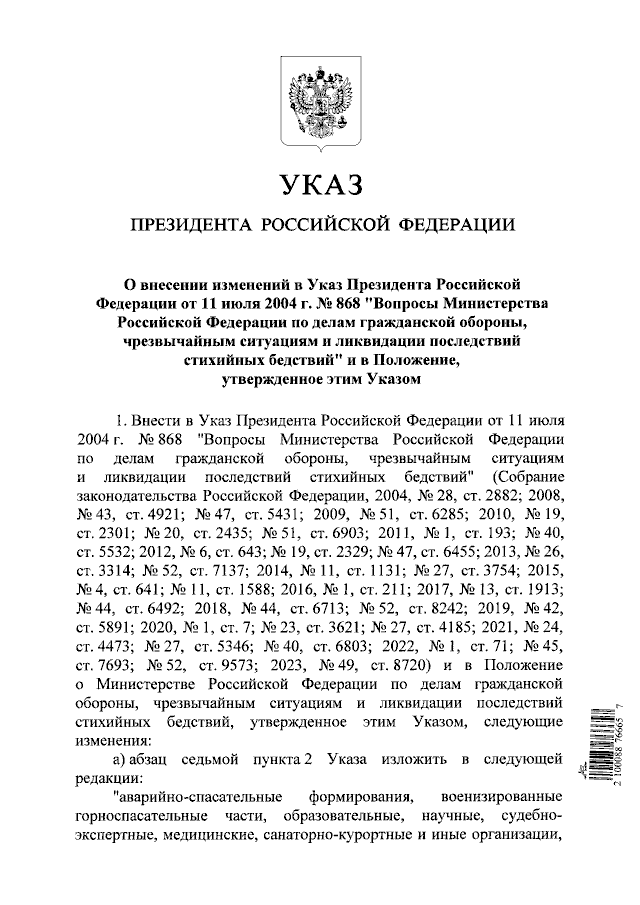 УКАЗ
ПРЕЗИДЕНТА РОССИЙСКОЙ ФЕДЕРАЦИИ
О внесении изменений в Указ Президента Российской
Федерации от 11 июля 2004 г. № 868 "Вопросы Министерства
Российской Федерации по делам гражданской обороны,
чрезвычайным ситуациям и ликвидации последствий
стихийных бедствий" и в Положение,
утвержденное этим Указом
1. Внести в Указ Президента Российской Федерации от 11 июля
2004 г. № 868 "Вопросы Министерства Российской Федерации
по делам гражданской обороны, чрезвычайным ситуациям
и ликвидации последствий стихийных бедствий" (Собрание
законодательства Российской Федерации, 2004, № 28, ст. 2882; 2008,
№ 43, ст. 4921; № 47, ст. 5431; 2009, № 51, ст. 6285; 2010, № 19,
ст. 2301; № 20, ст. 2435; № 51, ст. 6903; 2011, № 1, ст. 193; № 40,
ст. 5532; 2012, № 6, ст. 643; № 19, ст. 2329; № 47, ст. 6455; 2013, № 26,
ст. 3314; № 52, ст. 7137; 2014, № 11, ст. 1131; № 27, ст. 3754; 2015,
№ 4, ст. 641; № 11, ст. 1588; 2016, № 1, ст. 211; 2017, № 13, ст. 1913;
№ 44, ст. 6492; 2018, № 44, ст. 6713; № 52, ст. 8242; 2019, № 42,
ст. 5891; 2020, № 1, ст. 7; № 23, ст. 3621; № 27, ст. 4185; 2021, № 24,
ст. 4473; № 27, ст. 5346; № 40, ст. 6803; 2022, № 1, ст. 71; № 45,
ст. 7693; № 52, ст. 9573; 2023, № 49, ст. 8720) и в Положение
о Министерстве Российской Федерации по делам гражданской
обороны, чрезвычайным ситуациям и ликвидации последствий
стихийных бедствий, утвержденное этим Указом, следующие
изменения:
а) абзац седьмой пункта 2 Указа изложить в следующей
редакции:
"аварийно-спасательные формирования, военизированные
горноспасательные части, образовательные, научные, судебно-
экспертные, медицинские, санаторно-курортные и иные организации,
2 100088 76665 7